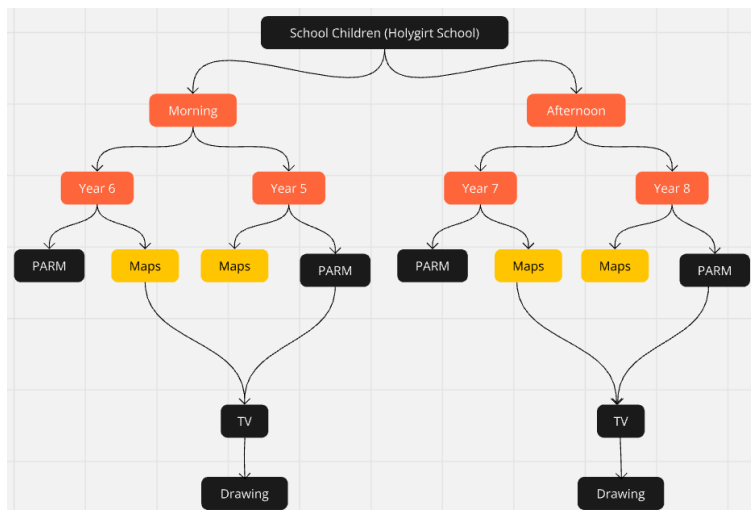 School Children (Holygirt School)
Morning
Afternoon
Year 6
Year 5
Year 7
Year 8
PARM
Maps
Maps
PARM
PARM
Maps
Maps
PARM
TV
TV
Drawing
Drawing